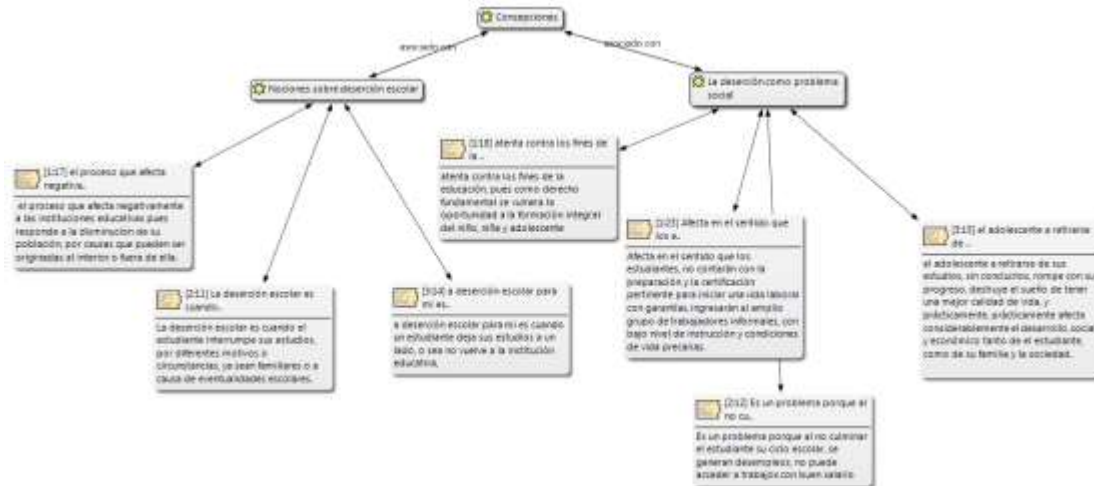 Concepciones
asociado con
asociado con
Nociones sobre deserción escolar
La deserción como problema
social
[1:17] el proceso que afecta
negativa..
el proceso que afecta negativamente
a las instituciones educativas pues
responde a la disminución de su
población, por causas que pueden ser
originadas al interior o fuera de ella.
[2:11] La deserción escolar es
cuando..
La deserción escolar es cuando el
estudiante interrumpe sus estudios,
por diferentes motivos o
circunstancias, ya sean familiares o a
causa de eventualidades escolares.
[3:14] a deserción escolar para
mi es..
a deserción escolar para mi es cuando
un estudiante deja sus estudios a un
lado, o sea no vuelve a la institución
educativa,
[1:18] atenta contra los fines de
la ..
atenta contra los fines de la
educación, pues como derecho
fundamental se vulnera la
oportunidad a la formación integral
del niño, niña y adolescente
[1:23] Afecta en el sentido que
los e..
Afecta en el sentido que los
estudiantes, no contarán con la
preparación y la certificación
pertinente para iniciar una vida laboral
con garantías, ingresarán al amplio
grupo de trabajadores informales, con
bajo nivel de instrucción y condiciones
de vida precarias.
[2:12] Es un problema porque al
no cu..
Es un problema porque al no culminar
el estudiante su ciclo escolar, se
generan desempleos, no puede
acceder a trabajos con buen salario.
[3:15] el adolescente a retirarse
de ..
el adolescente a retirarse de sus
estudios, sin concluirlos, rompe con su
progreso, destruye el sueño de tener
una mejor calidad de vida, y
prácticamente, prácticamente afecta
considerablemente el desarrollo social
y económico tanto de el estudiante,
como de su familia y la sociedad.